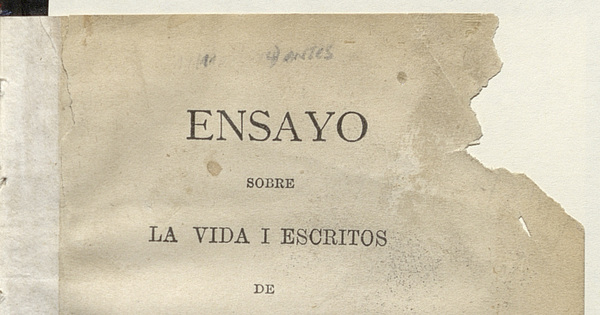 ENSAYO
SOBRE
LA VIDA I ESCRITOS
DE